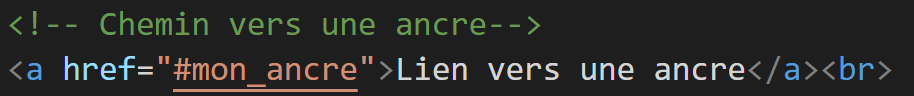 <!-- Chemin vers une ancre-->
<a href="#mon_ancre">Lien vers une ancre</a><br>